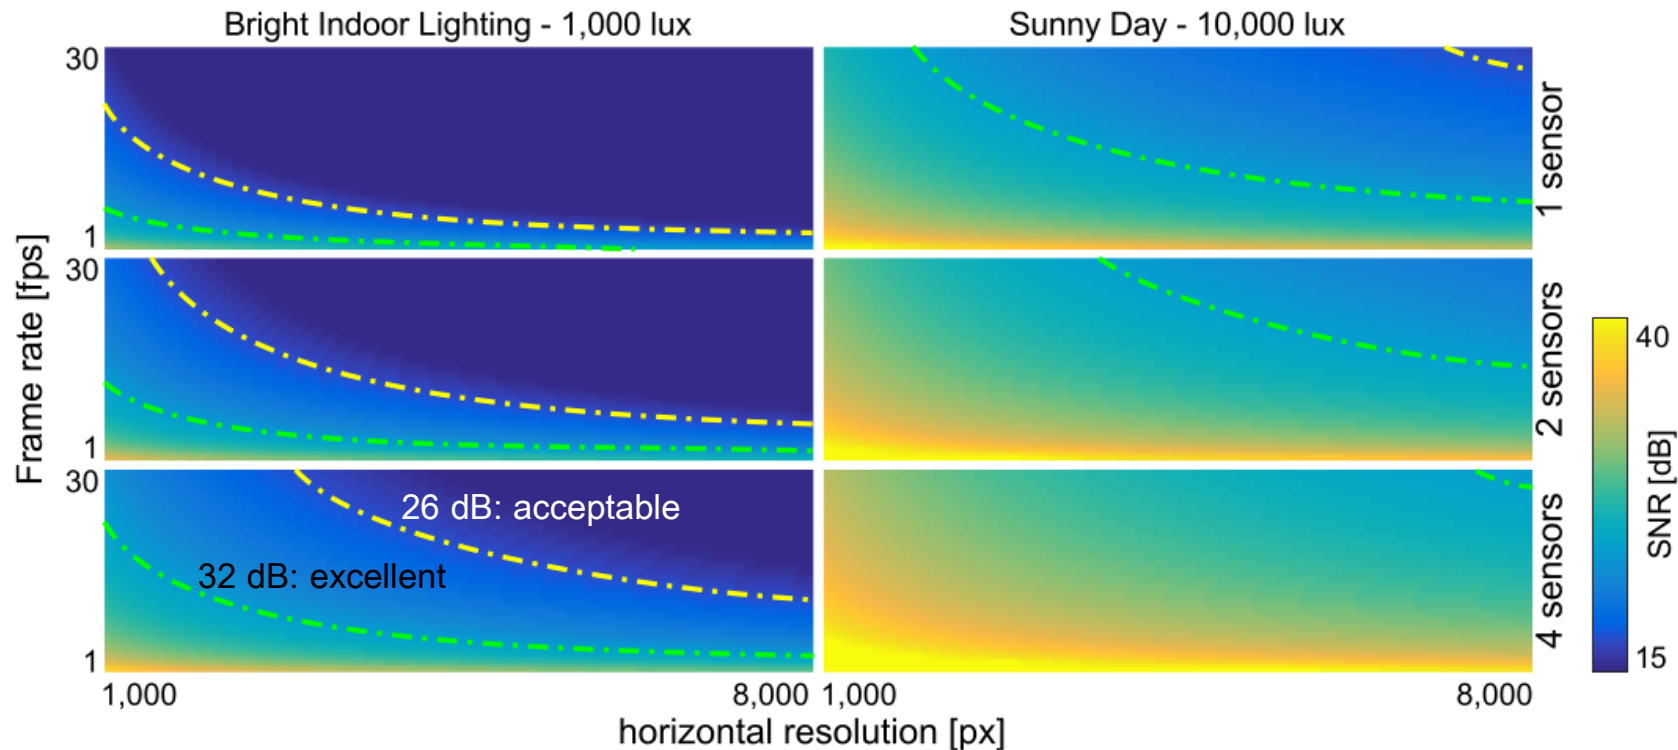 Bright Indoor Lighting - 1,000 lux
Sunny Day - 10,000 lux
30
1
1 sensor
30
1
2 sensors
30
1
4 sensors
Frame rate [fps]
26 dB: acceptable
32 dB: excellent
40
15
SNR [dB]
1,000
8,000
1,000
8,000
horizontal resolution [px]